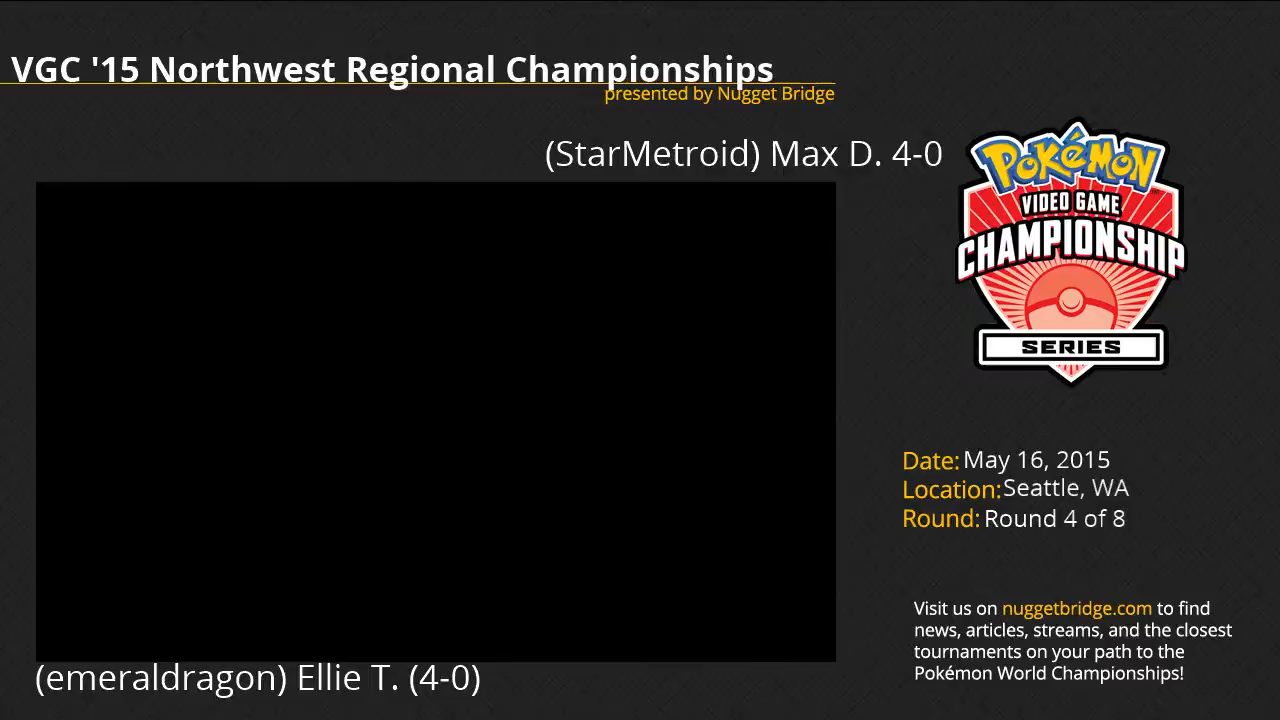 VGC '15 Northwest Regional Championships
presented by Nugget Bridge
(StarMetroid) Max D. 4-0
Pokémon
VIDEO GAME
CHAMPIONSHIP
SERIES
Date: May 16, 2015
Location: Seattle, WA
Round: Round 4 of 8
Visit us on nuggetbridge.com to find
news, articles, streams, and the closest
tournaments on your path to the
Pokémon World Championships!
(emeraldragon) Ellie T. (4-0)